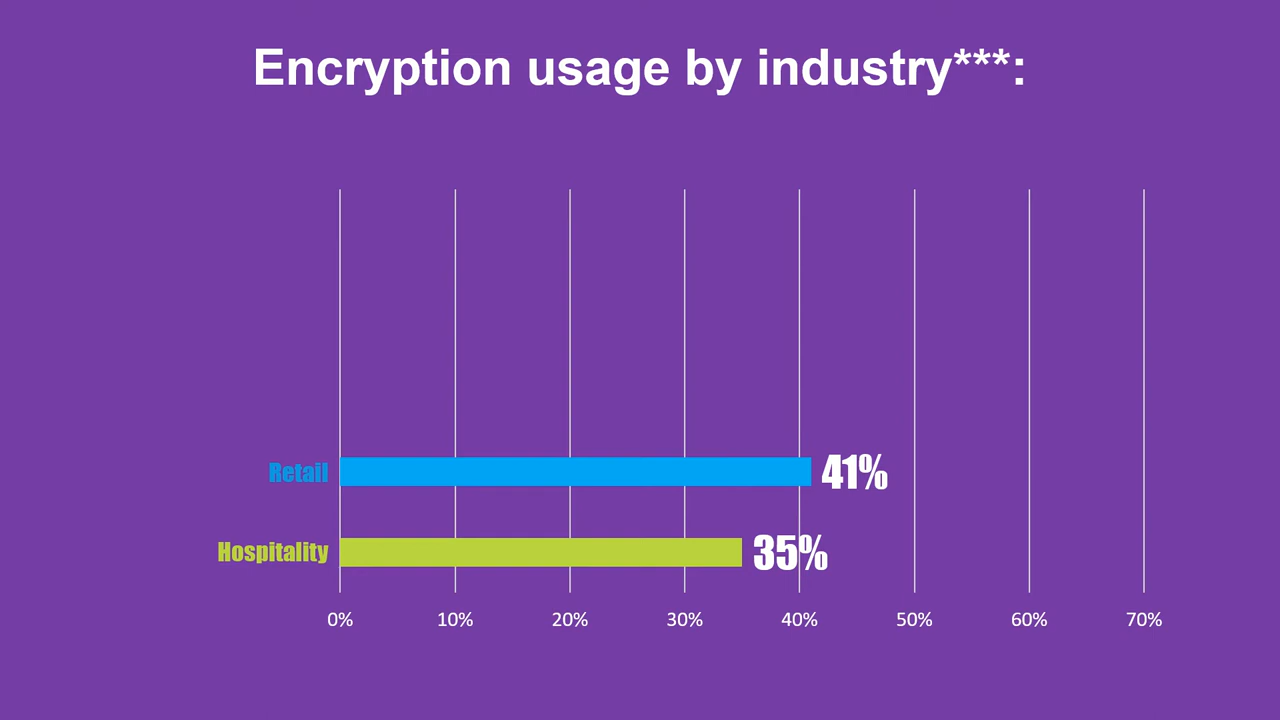 Encryption usage by industry***:
Retail 41%
Hospitality 35%
0% 10% 20% 30% 40% 50% 60% 70%